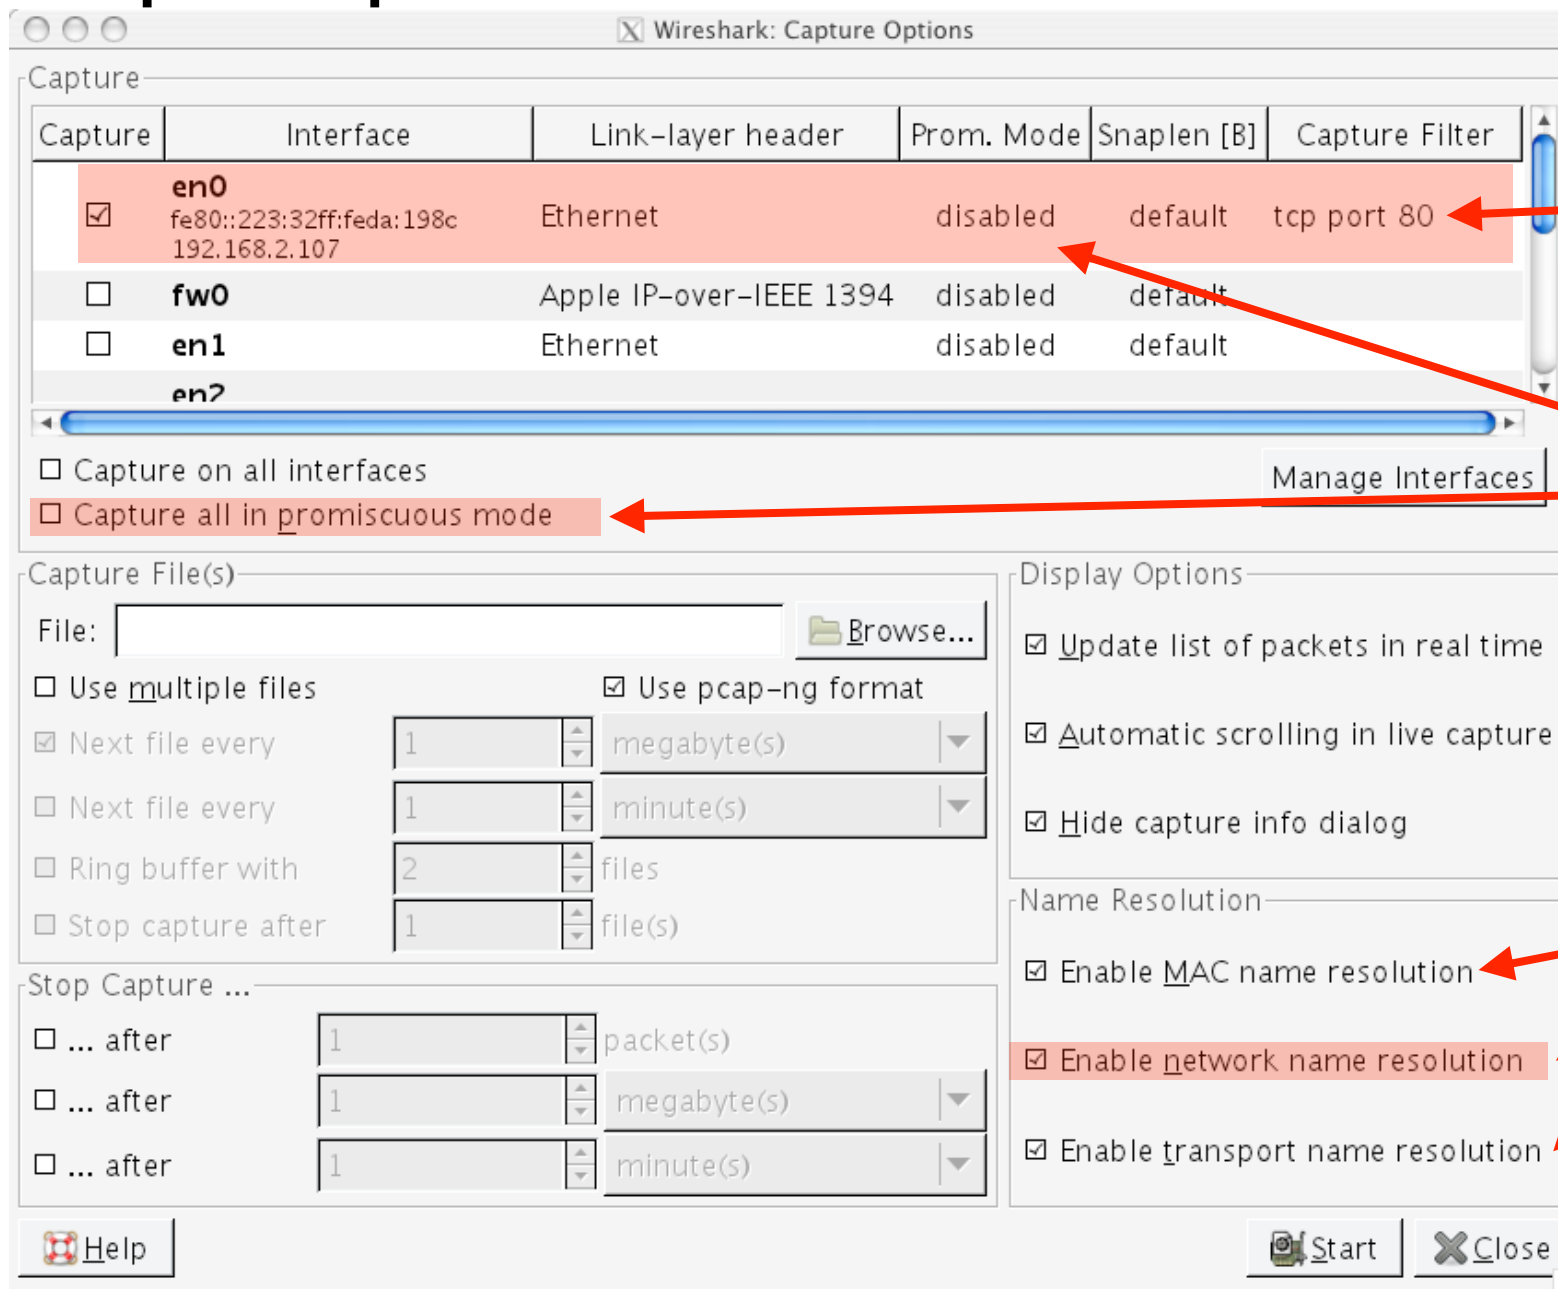 Wireshark: Capture Options
Capture
Capture Interface Link-layer header Prom. Mode Snaplen [B] Capture Filter
en0
fe80::223:32ff:feda:198c
192.168.2.107
Ethernet disabled default tcp port 80
fw0 Apple IP-over-IEEE 1394 disabled default
en1 Ethernet disabled default
en2
Capture on all interfaces
Manage Interfaces
Capture all in promiscuous mode
Capture File(s)
File:
Browse...
Use multiple files
Use pcap-ng format
Next file every 1 megabyte(s)
Next file every 1 minute(s)
Ring buffer with 2 files
Stop capture after 1 file(s)
Stop Capture ...
... after 1 packet(s)
... after 1 megabyte(s)
... after 1 minute(s)
Display Options
Update list of packets in real time
Automatic scrolling in live capture
Hide capture info dialog
Name Resolution
Enable MAC name resolution
Enable network name resolution
Enable transport name resolution
Help
Start
Close